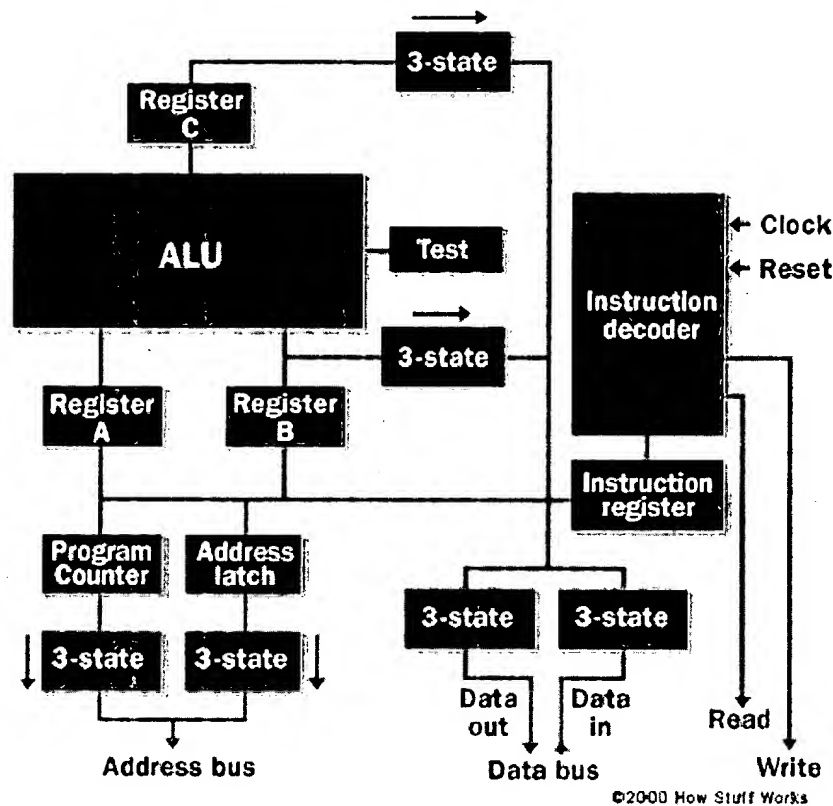 3-state
Register
C
ALU
Test
Clock
Reset
Instruction
decoder
3-state
Register
A
Register
B
Instruction
register
Program
Counter
Address
latch
3-state
3-state
3-state
3-state
Data
out
Data
in
Read
Address bus
Data bus
Write
©2000 How Stuff Works